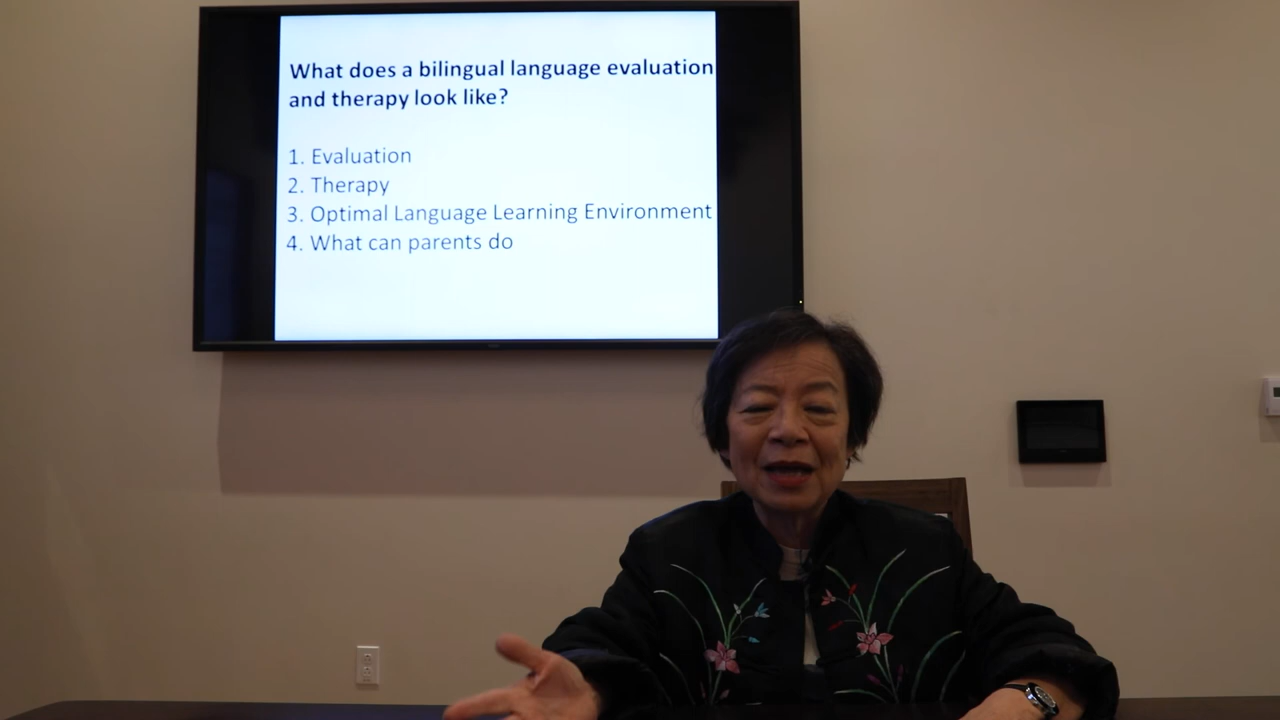 What does a bilingual language evaluation
and therapy look like?
1. Evaluation
2. Therapy
3. Optimal Language Learning Environment
4. What can parents do